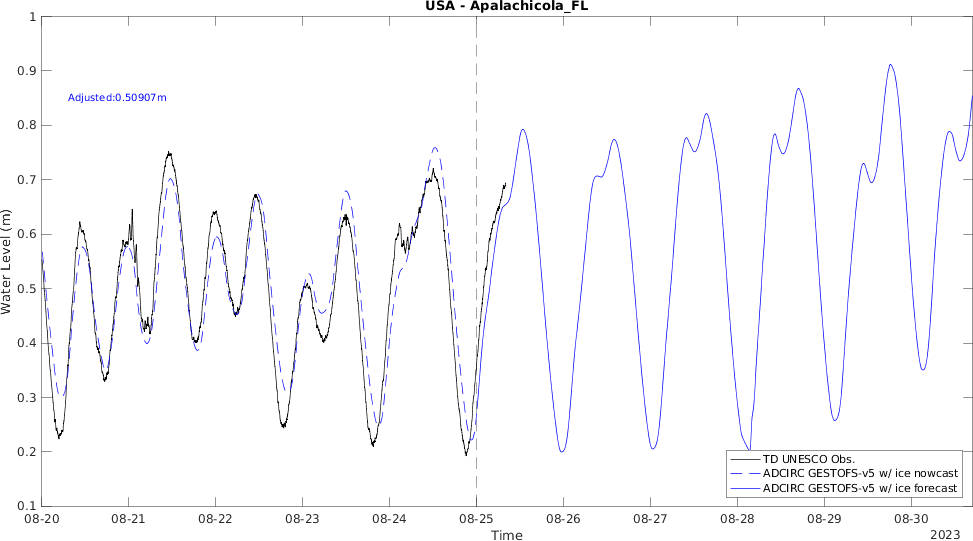 USA - Apalachicola_FL
1
0.9
0.8
0.7
0.6
0.5
0.4
0.3
0.2
0.1
Water Level (m)
Adjusted:0.50907m
TD UNESCO Obs.
ADCIRC GESTOFS-v5 w/ ice nowcast
ADCIRC GESTOFS-v5 w/ ice forecast
08-20 08-21 08-22 08-23 08-24 08-25 08-26 08-27 08-28 08-29 08-30
Time
2023